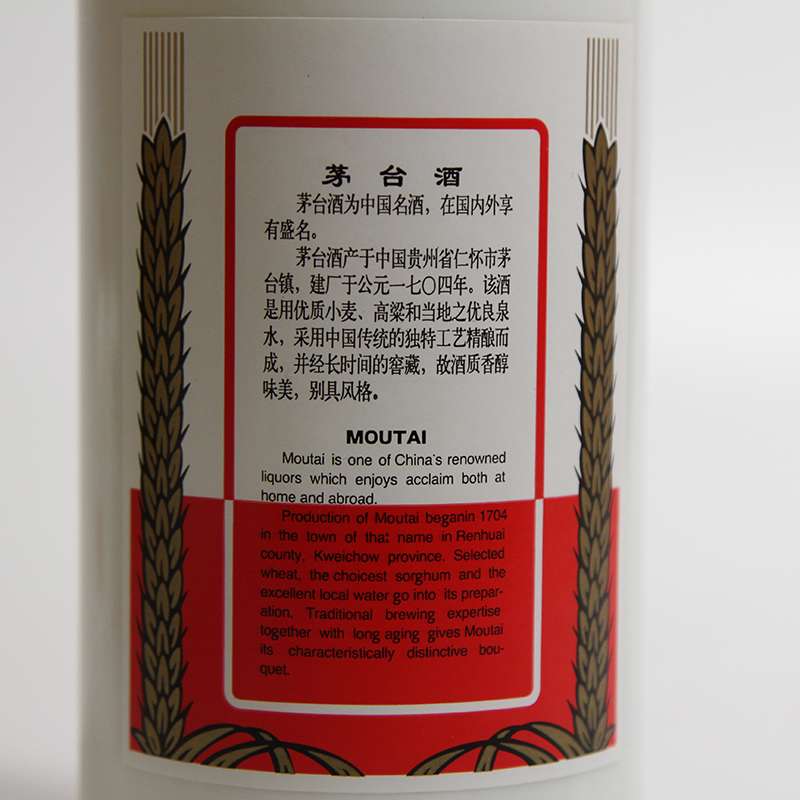 茅台酒
茅台酒为中国名酒，在国内外享
有盛名。
茅台酒产于中国贵州省仁怀市茅
台镇，建厂于公元一七〇四年。该酒
是用优质小麦、高粱和当地之优良泉
水，采用中国传统的独特工艺精酿而
成，并经长时间的窖藏，故酒质香醇
味美，别具风格。
MOUTAI
Moutai is one of China's renowned
liquors which enjoys acclaim both at
home and abroad.
Production of Moutai beganin 1704
in the town of that name in Renhuai
county, Kweichow province. Selected
wheat, the choicest sorghum and the
excellent local water go into its prepar-
ation. Traditional brewing expertise
together with long aging gives Moutai
its characteristically distinctive bou-
quet.